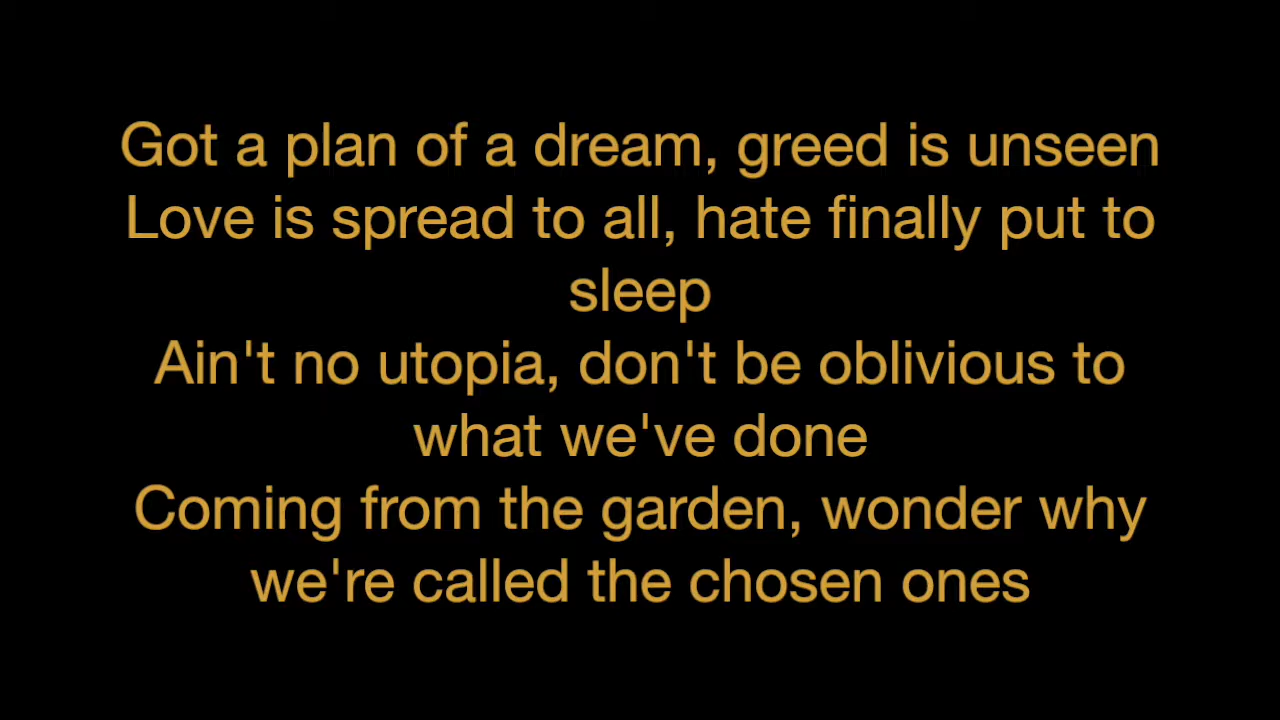 Got a plan of a dream, greed is unseen
Love is spread to all, hate finally put to
sleep
Ain't no utopia, don't be oblivious to
what we've done
Coming from the garden, wonder why
we're called the chosen ones